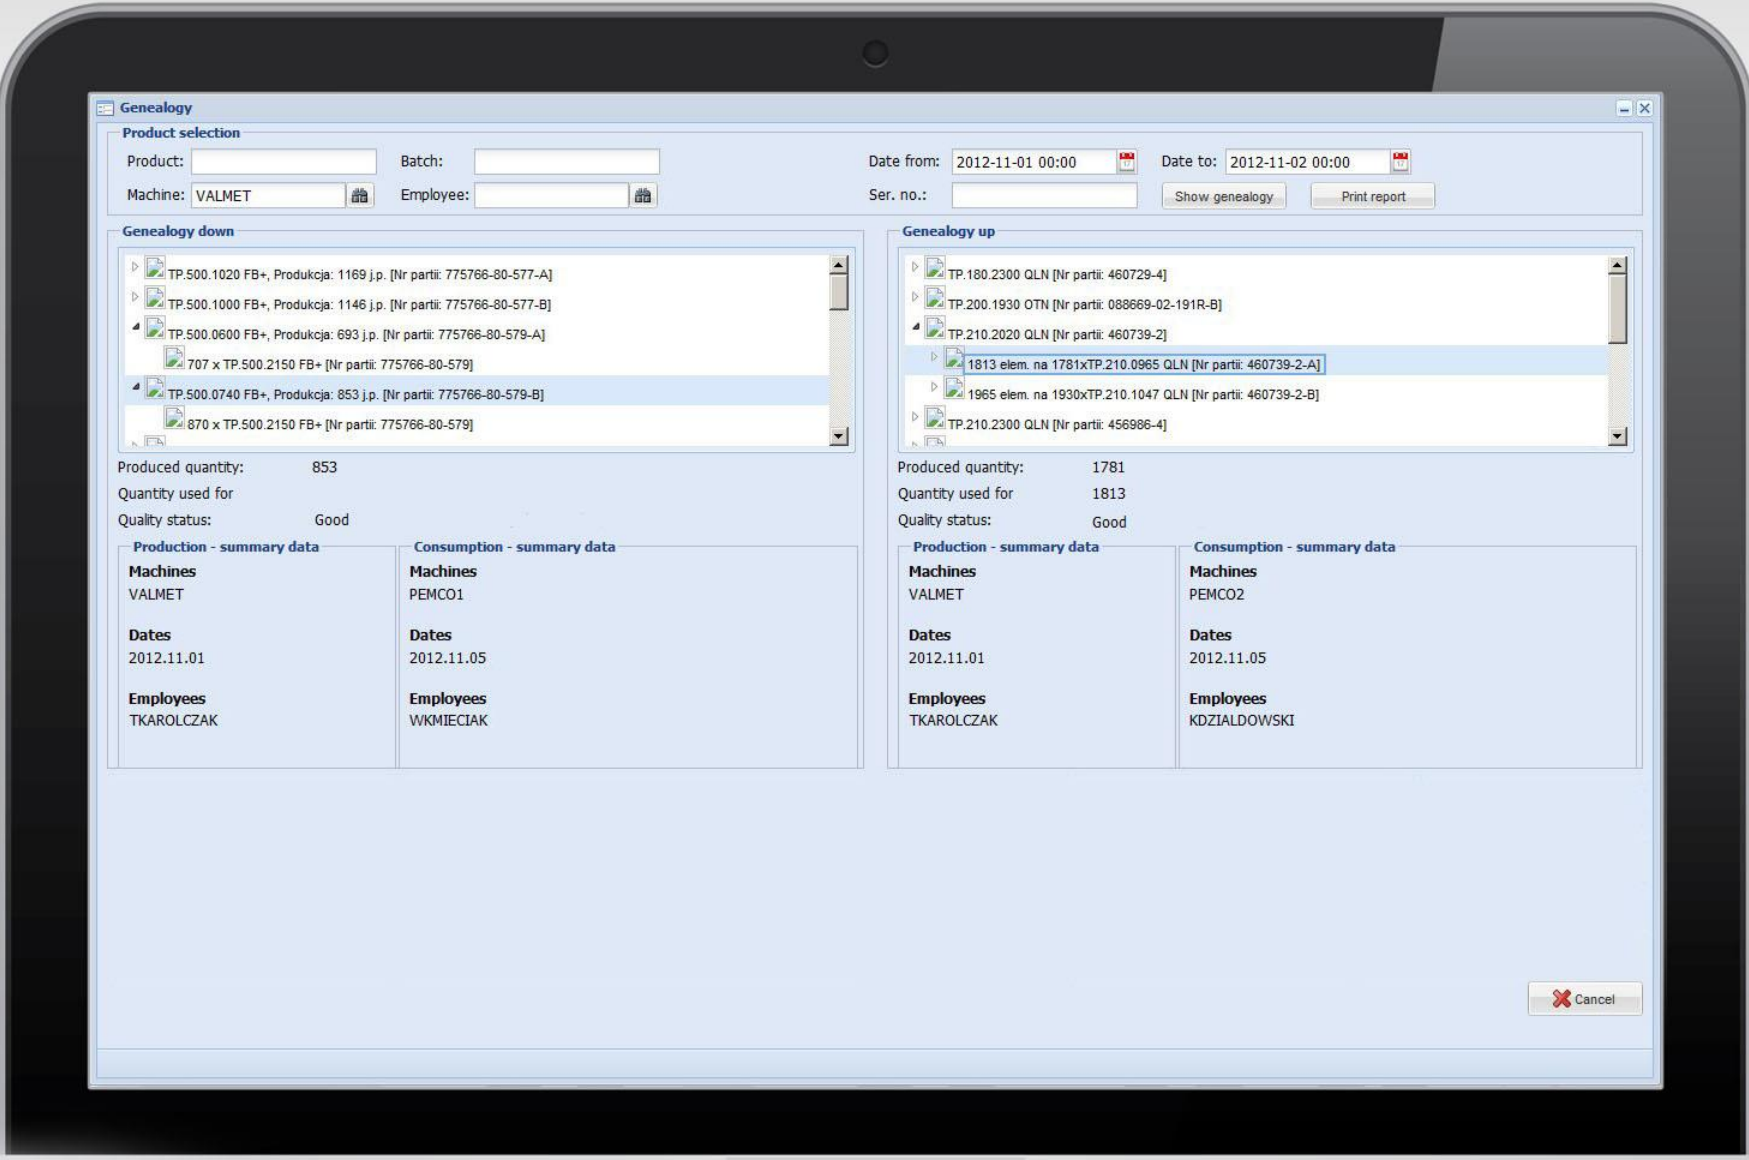 Genealogy
Product selection
Product:
Batch:
Date from: 2012-11-01 00:00
Date to: 2012-11-02 00:00
Machine: VALMET
Employee:
Ser. no.:
Show genealogy
Print report
Genealogy down
TP.500.1020 FB+, Produkcja: 1169 j.p. [Nr partii: 775766-80-577-A]
TP.500.1000 FB+, Produkcja: 1146 j.p. [Nr partii: 775766-80-577-B]
TP.500.0600 FB+, Produkcja: 693 j.p. [Nr partii: 775766-80-579-A]
707 x TP.500.2150 FB+ [Nr partii: 775766-80-579]
TP.500.0740 FB+, Produkcja: 853 j.p. [Nr partii: 775766-80-579-B]
870 x TP.500.2150 FB+ [Nr partii: 775766-80-579]
Produced quantity: 853
Quantity used for
Quality status: Good
Production - summary data
Machines
VALMET
Dates
2012.11.01
Employees
TKAROLCZAK
Consumption - summary data
Machines
PEMCO1
Dates
2012.11.05
Employees
WKMIECIAK
Genealogy up
TP.180.2300 QLN [Nr partii: 460729-4]
TP.200.1930 OTN [Nr partii: 088669-02-191R-B]
TP.210.2020 QLN [Nr partii: 460739-2]
1813 elem. na 1781xTP.210.0965 QLN [Nr partii: 460739-2-A]
1965 elem. na 1930xTP.210.1047 QLN [Nr partii: 460739-2-B]
TP.210.2300 QLN [Nr partii: 456986-4]
Produced quantity: 1781
Quantity used for 1813
Quality status: Good
Production - summary data
Machines
VALMET
Dates
2012.11.01
Employees
TKAROLCZAK
Consumption - summary data
Machines
PEMCO2
Dates
2012.11.05
Employees
KDZIALDOWSKI
Cancel